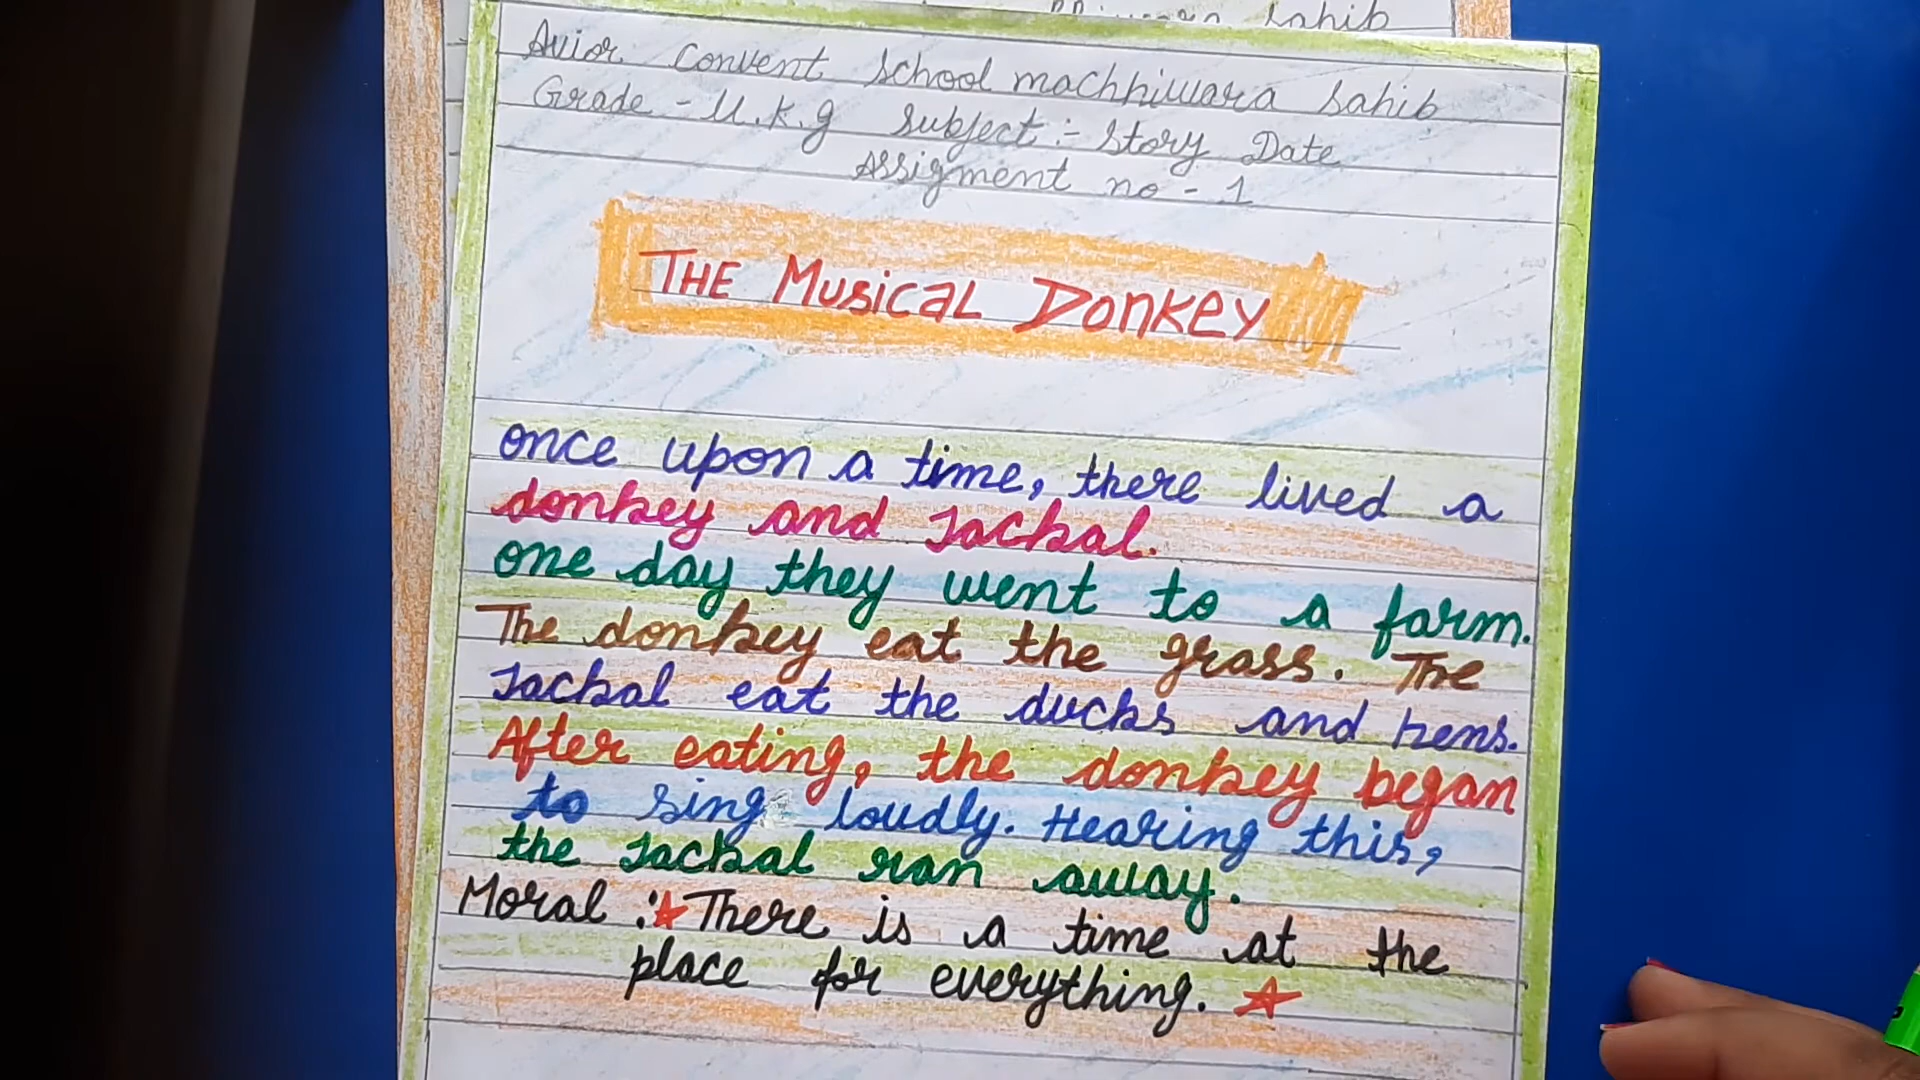 Sahib
Avior Convent School machhiwara Sahib
Grade - U.K.g Subject :- Story Date
Assigment no - 1
THE MUSICAL DONKEY
once upon a time, there lived a
donkey and Jackal.
one day they went to a farm.
The donkey eat the grass. The
Jackal eat the ducks and hens.
After eating, the donkey began
to sing loudly. Hearing this,
the Jackal ran away.
Moral :- There is a time at the
place for everything.